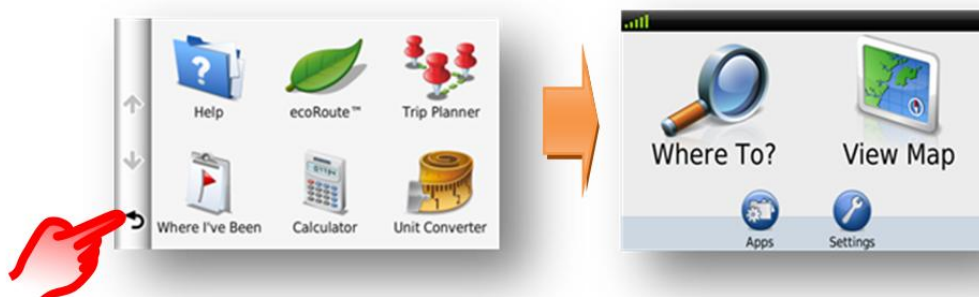 Help
ecoRoute™
Trip Planner
Where I've Been
Calculator
Unit Converter
Where To?
View Map
Apps
Settings